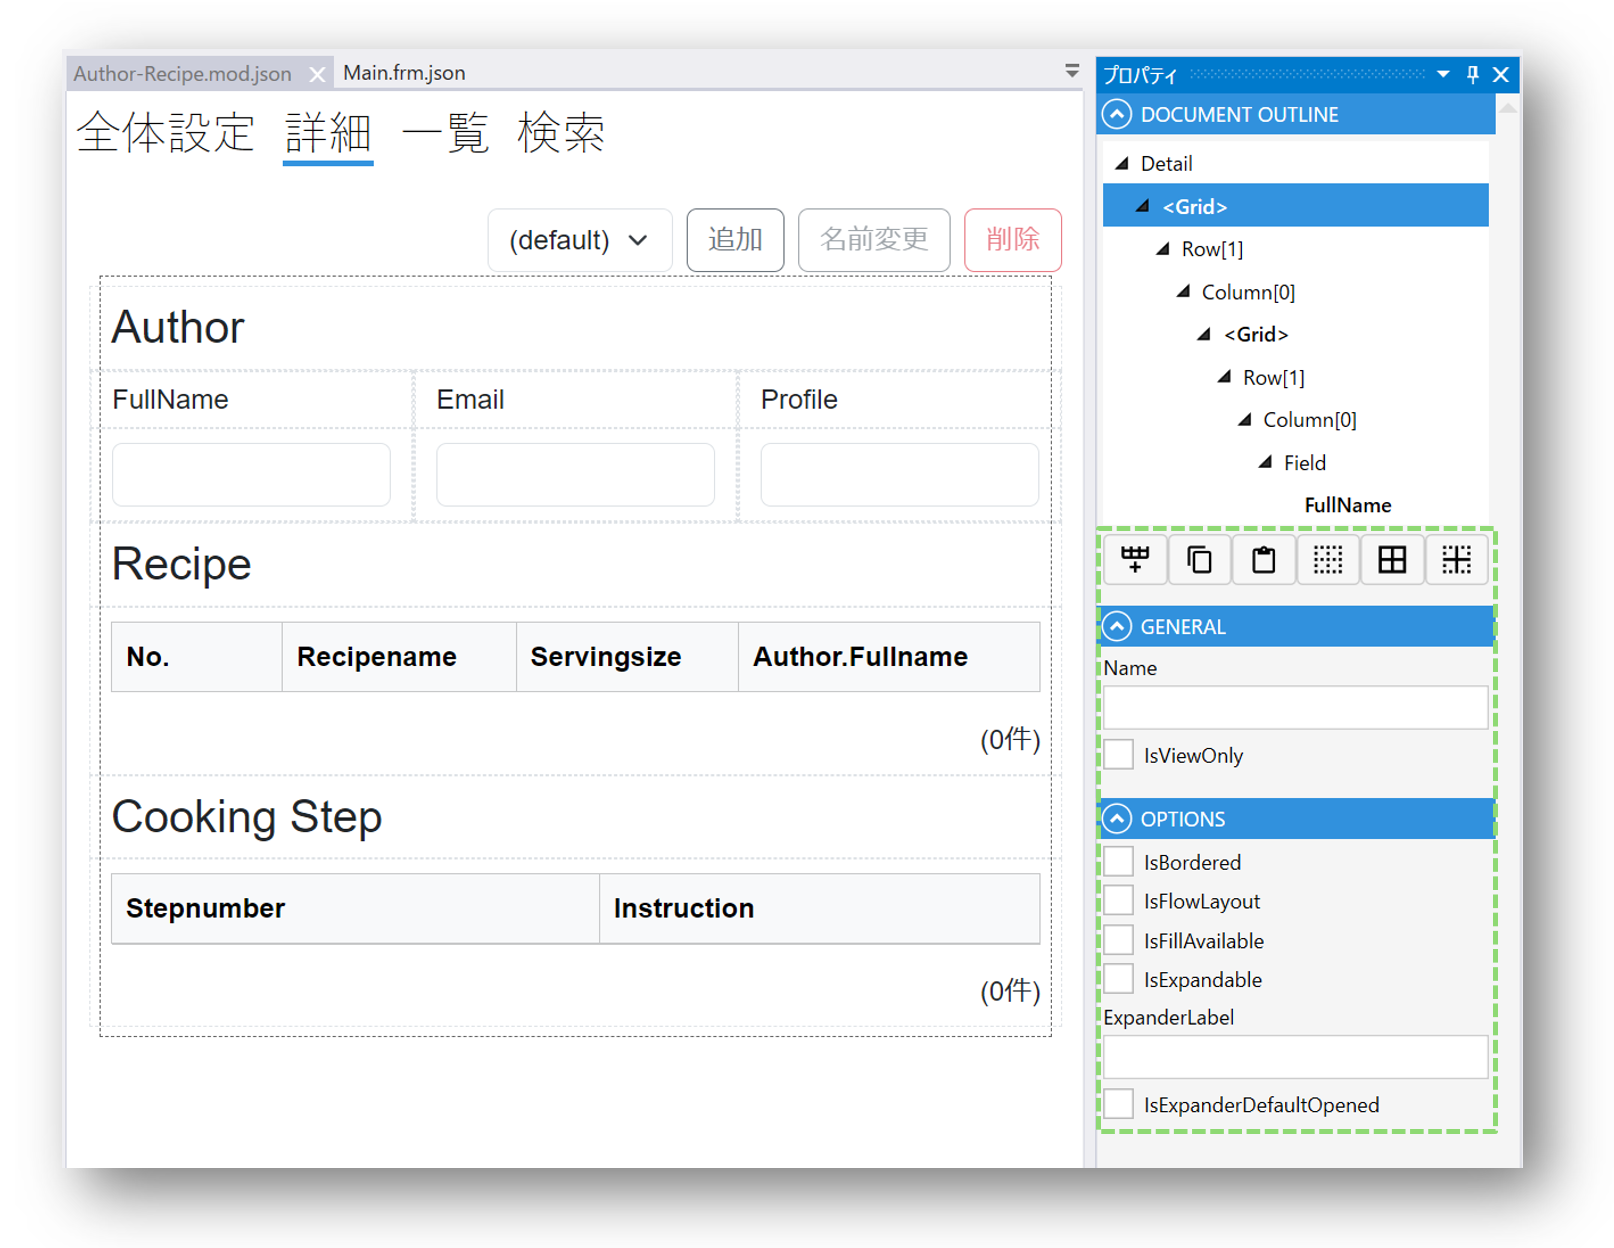 Author-Recipe.mod.json
Main.frm.json
全体設定 詳細 一覧 検索
(default) 追加 名前変更 削除
Author
FullName Email Profile
Recipe
No. Recipename Servingsize Author.Fullname
(0件)
Cooking Step
Stepnumber Instruction
(0件)
プロパティ
DOCUMENT OUTLINE
Detail
<Grid>
Row[1]
Column[0]
<Grid>
Row[1]
Column[0]
Field
FullName
GENERAL
Name
IsViewOnly
OPTIONS
IsBordered
IsFlowLayout
IsFillAvailable
IsExpandable
ExpanderLabel
IsExpanderDefaultOpened